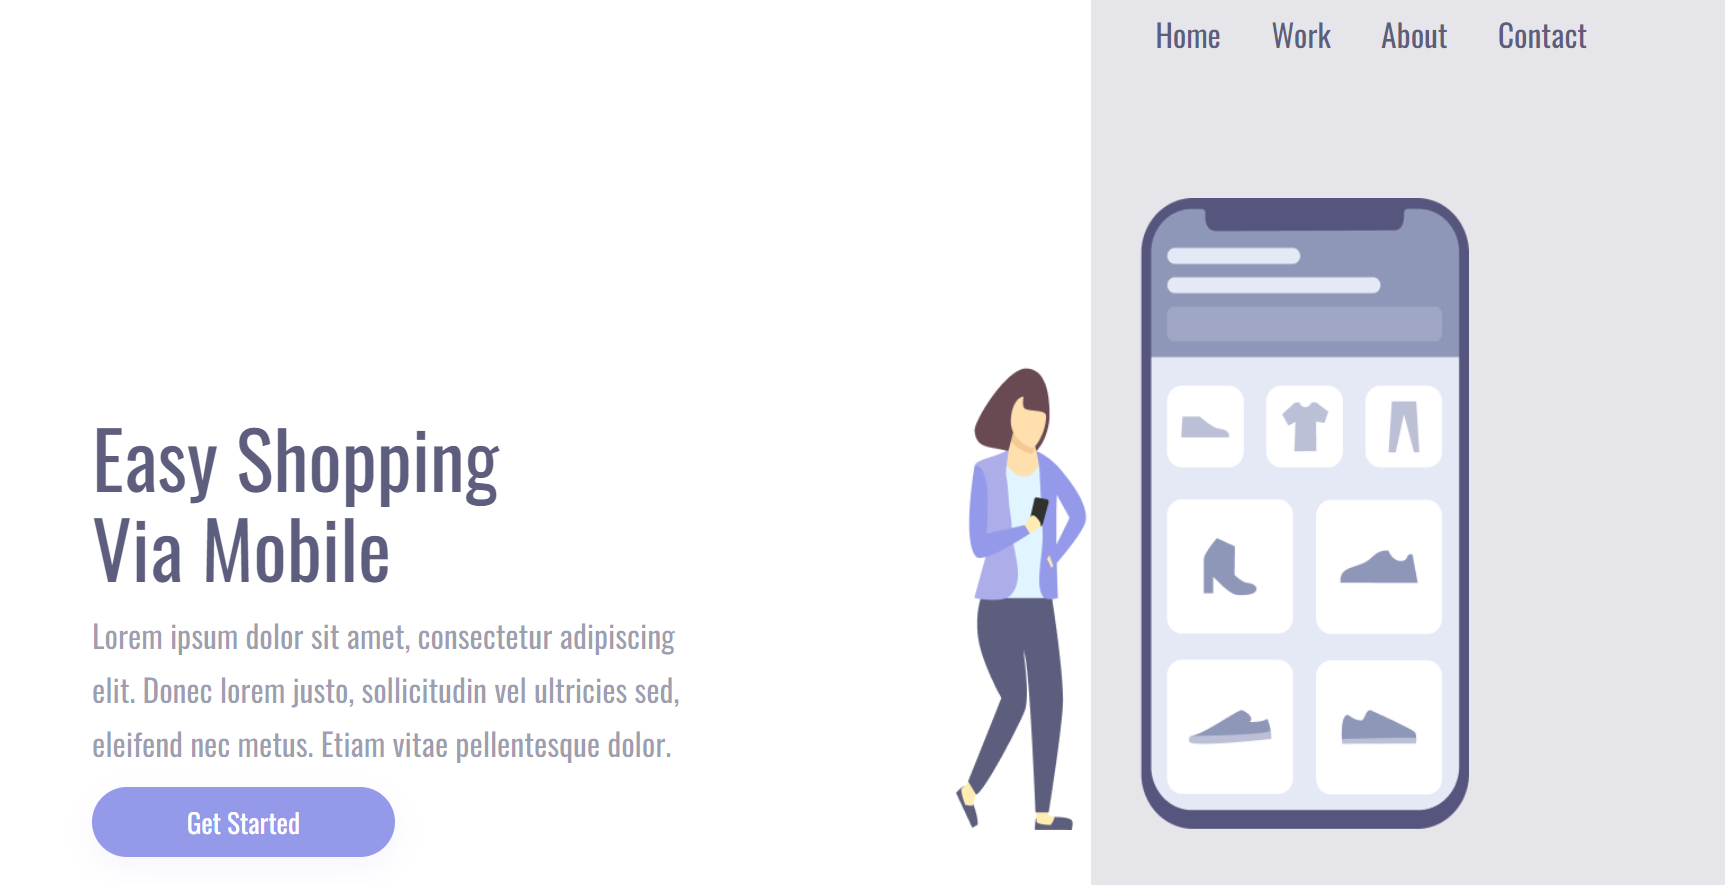 Home Work About Contact
Easy Shopping
Via Mobile
Lorem ipsum dolor sit amet, consectetur adipiscing
elit. Donec lorem justo, sollicitudin vel ultricies sed,
eleifend nec metus. Etiam vitae pellentesque dolor.
Get Started